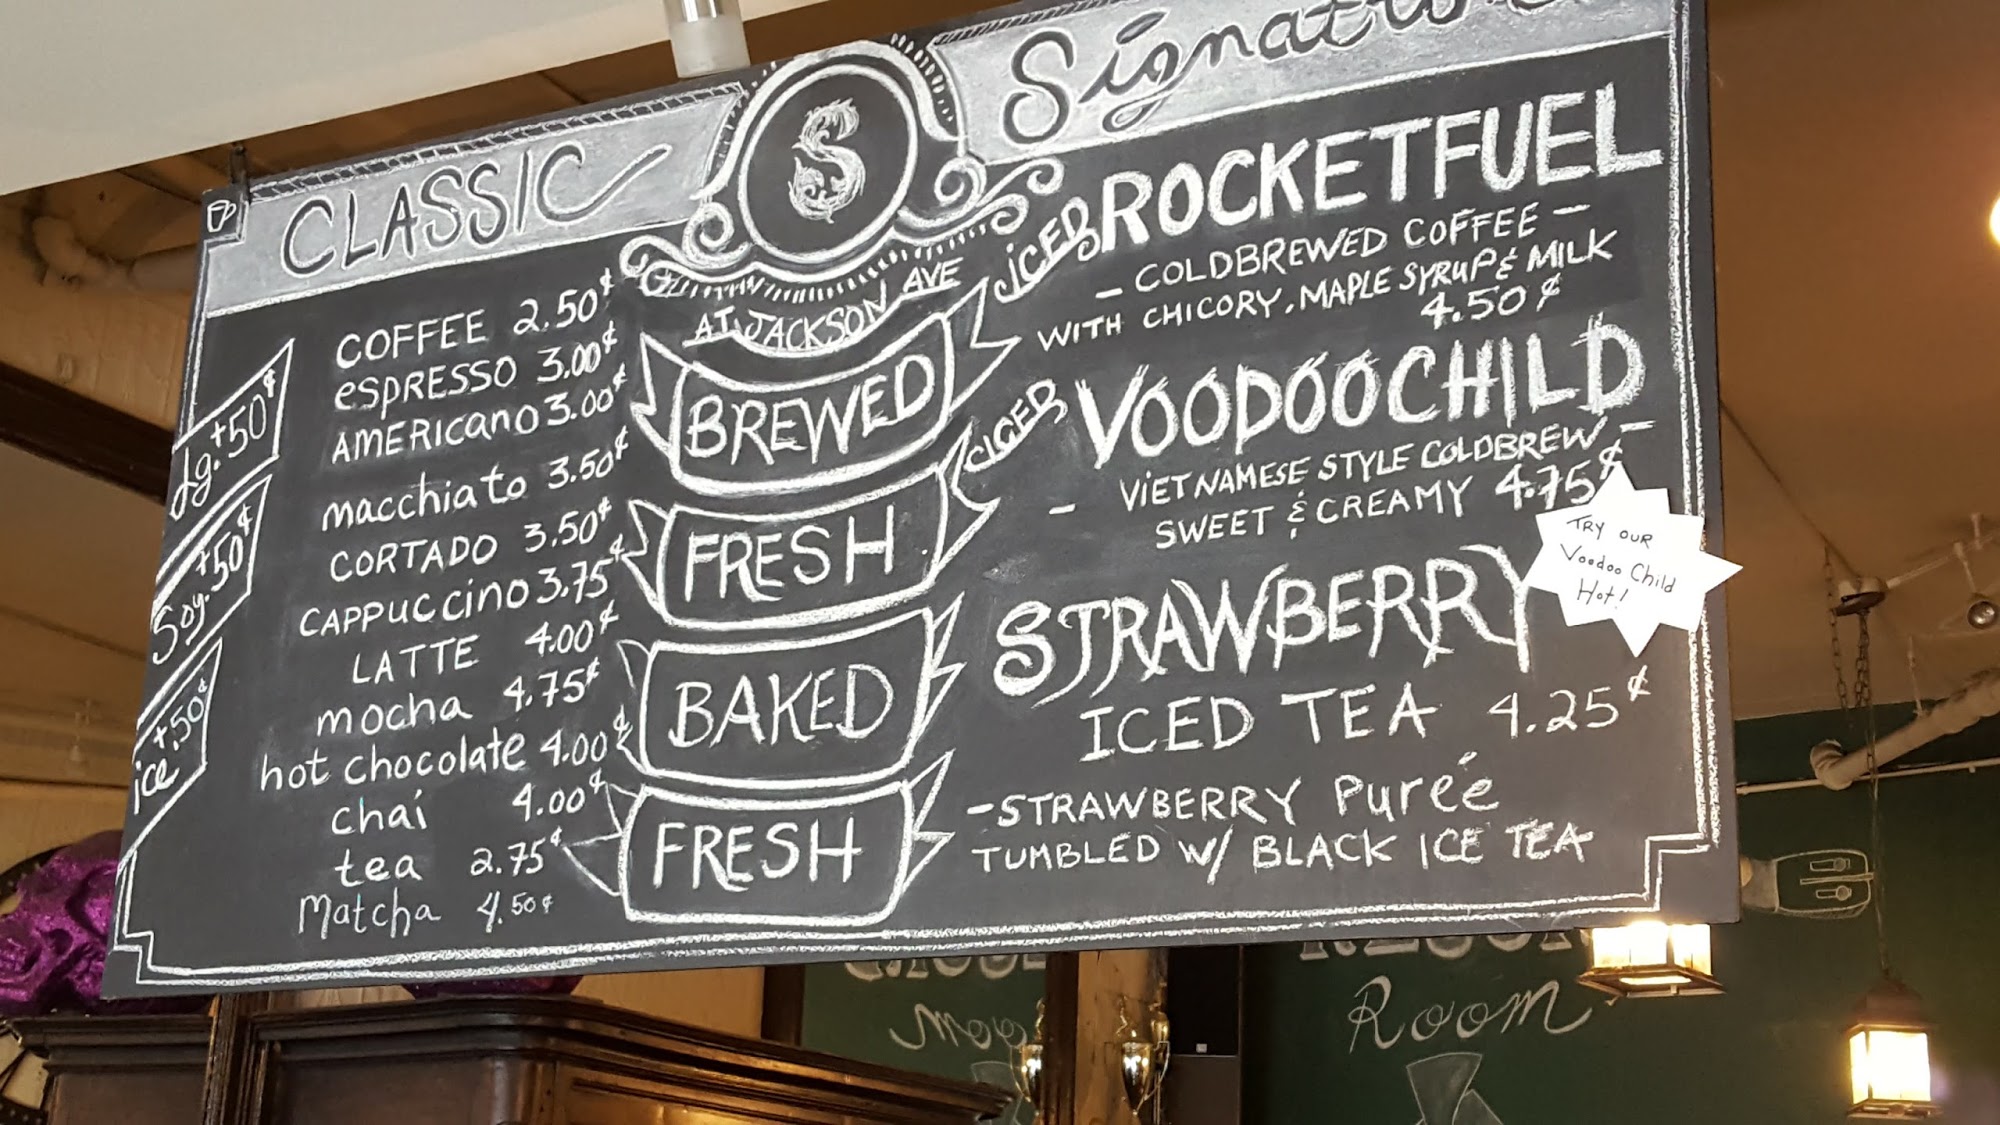 CLASSIC
COFFEE 2.50¢
espresso 3.00¢
AMERICANO 3.00¢
macchiato 3.50¢
CORTADO 3.50¢
CAPPUCCINO 3.75¢
LATTE 4.00¢
mocha 4.75¢
hot chocolate 4.00¢
chai 4.00¢
tea 2.75¢
Matcha 4.50¢
lg. +50¢
Soy. +50¢
ice +.50¢
S
AT JACKSON AVE
BREWED
FRESH
BAKED
FRESH
Signature
iCED ROCKETFUEL
- COLDBREWED COFFEE -
WITH CHICORY, MAPLE SYRUP & MILK
4.50¢
iCED VOODOOCHILD
- ViETNAMESE STYLE COLDBREW -
SWEET & CREAMY 4.75¢
TRY OUR
Voodoo Child
Hot!
STRAWBERRY
ICED TEA 4.25¢
-STRAWBERRY Purée
TUMBLED W/ BLACK ICE TEA
Room